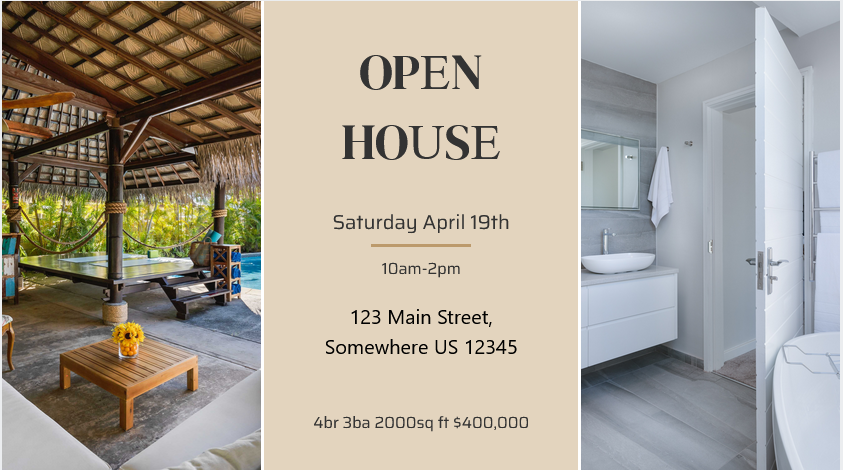 OPEN
HOUSE
Saturday April 19th
10am-2pm
123 Main Street,
Somewhere US 12345
4br 3ba 2000sq ft $400,000